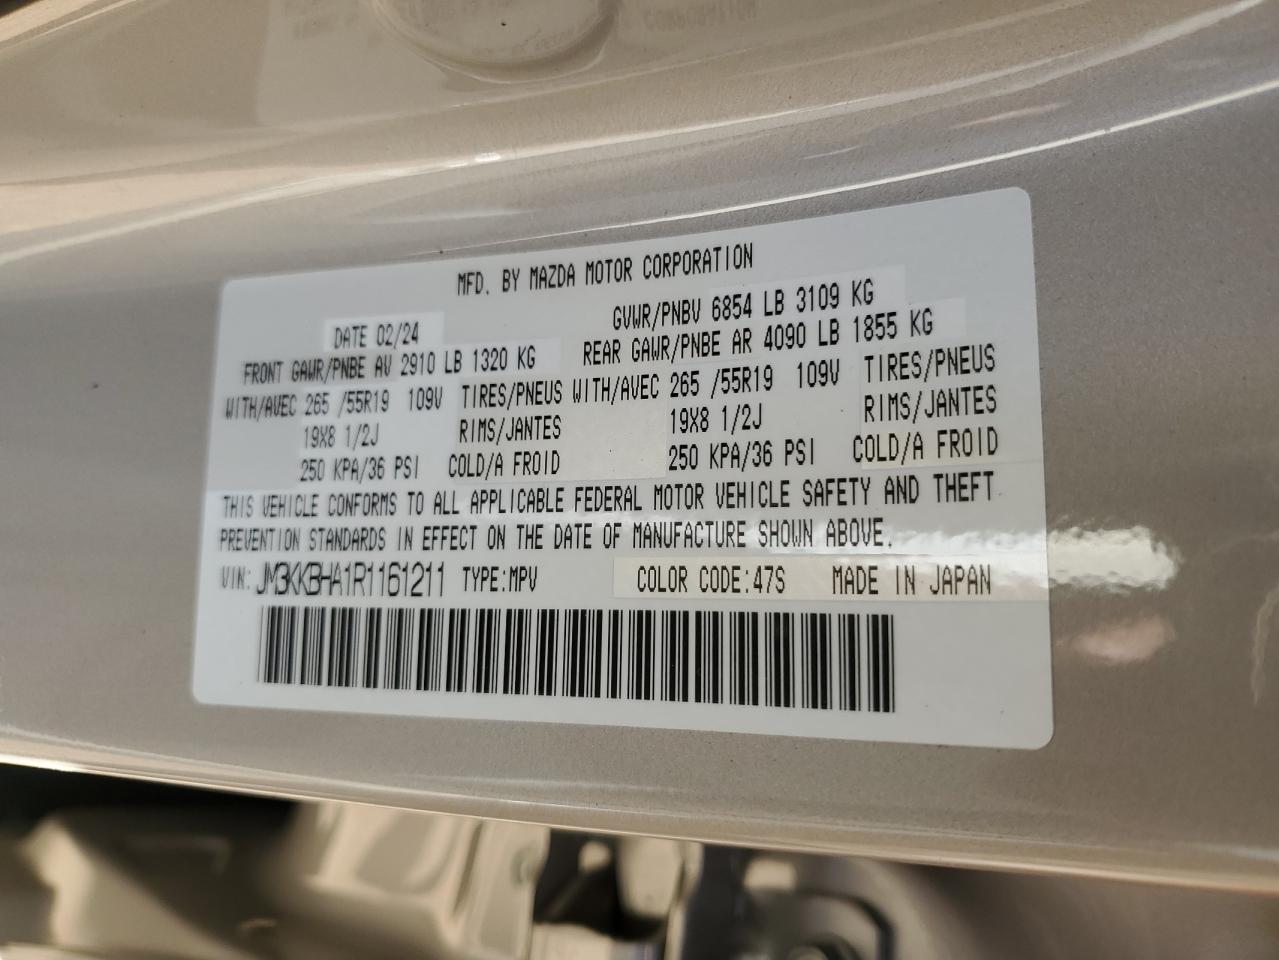 MFD. BY MAZDA MOTOR CORPORATION
DATE 02/24 GVWR/PNBV 6854 LB 3109 KG
FRONT GAWR/PNBE AV 2910 LB 1320 KG REAR GAWR/PNBE AR 4090 LB 1855 KG
WITH/AVEC 265 /55R19 109V TIRES/PNEUS WITH/AVEC 265 /55R19 109V TIRES/PNEUS
19X8 1/2J RIMS/JANTES 19X8 1/2J RIMS/JANTES
250 KPA/36 PSI COLD/A FROID 250 KPA/36 PSI COLD/A FROID
THIS VEHICLE CONFORMS TO ALL APPLICABLE FEDERAL MOTOR VEHICLE SAFETY AND THEFT
PREVENTION STANDARDS IN EFFECT ON THE DATE OF MANUFACTURE SHOWN ABOVE.
VIN: JM3KKBHA1R1161211 TYPE:MPV COLOR CODE:47S MADE IN JAPAN